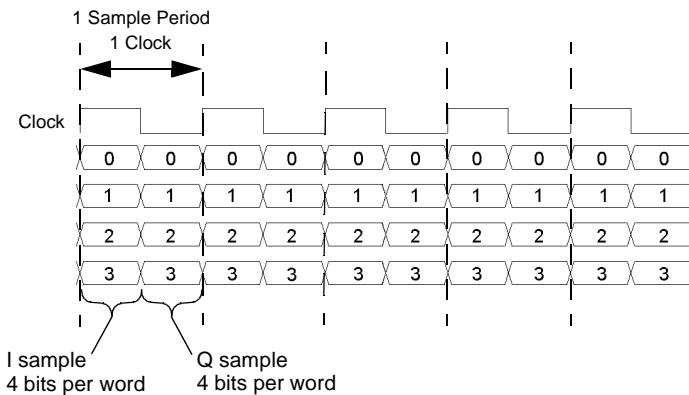 1 Sample Period
1 Clock
Clock
0 0 0 0 0 0 0 0 0 0
1 1 1 1 1 1 1 1 1 1
2 2 2 2 2 2 2 2 2 2
3 3 3 3 3 3 3 3 3 3
I sample
4 bits per word
Q sample
4 bits per word